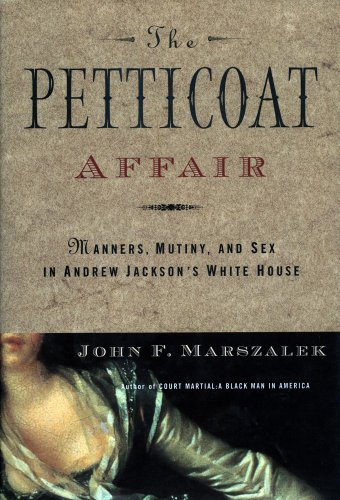 The
PETTICOAT
AFFAIR
MANNERS, MUTINY, AND SEX
IN ANDREW JACKSON'S WHITE HOUSE
JOHN F. MARSZALEK
Author of COURT MARTIAL: A BLACK MAN IN AMERICA